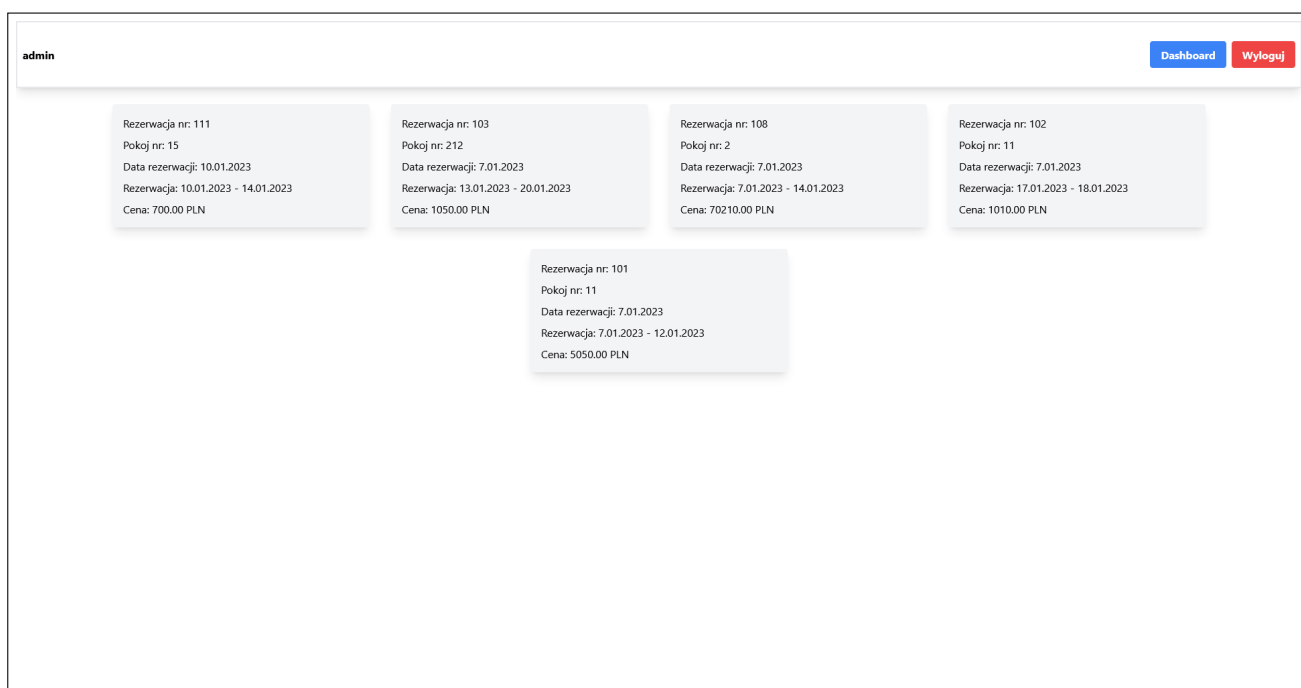 admin
Dashboard
Wyloguj
Rezerwacja nr: 111
Pokoj nr: 15
Data rezerwacji: 10.01.2023
Rezerwacja: 10.01.2023 - 14.01.2023
Cena: 700.00 PLN
Rezerwacja nr: 103
Pokoj nr: 212
Data rezerwacji: 7.01.2023
Rezerwacja: 13.01.2023 - 20.01.2023
Cena: 1050.00 PLN
Rezerwacja nr: 108
Pokoj nr: 2
Data rezerwacji: 7.01.2023
Rezerwacja: 7.01.2023 - 14.01.2023
Cena: 70210.00 PLN
Rezerwacja nr: 102
Pokoj nr: 11
Data rezerwacji: 7.01.2023
Rezerwacja: 17.01.2023 - 18.01.2023
Cena: 1010.00 PLN
Rezerwacja nr: 101
Pokoj nr: 11
Data rezerwacji: 7.01.2023
Rezerwacja: 7.01.2023 - 12.01.2023
Cena: 5050.00 PLN